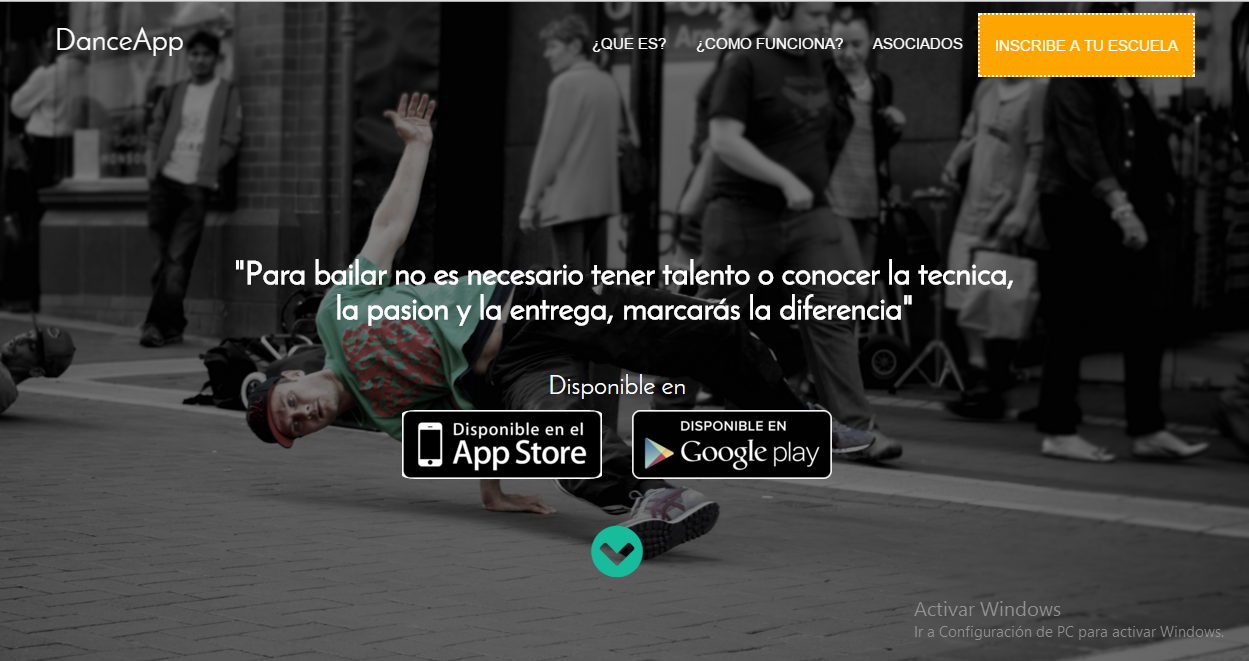 DanceApp
¿QUE ES?
¿COMO FUNCIONA?
ASOCIADOS
INSCRIBE A TU ESCUELA
"Para bailar no es necesario tener talento o conocer la tecnica,
la pasion y la entrega, marcarás la diferencia"
Disponible en
Disponible en el
App Store
DISPONIBLE EN
Google play
Activar Windows
Ir a Configuración de PC para activar Windows.